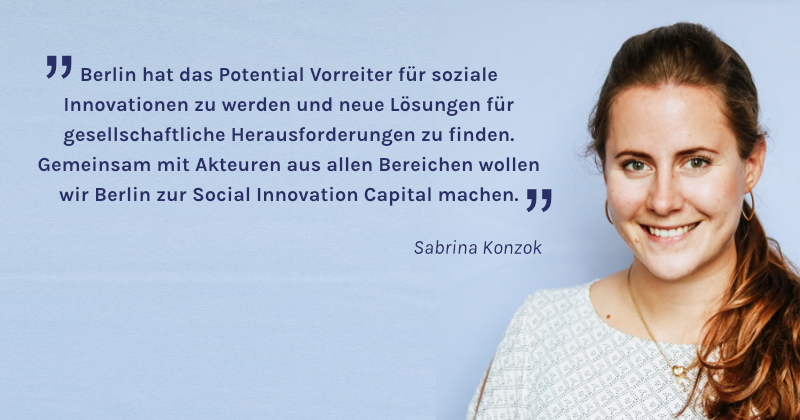 ” Berlin hat das Potential Vorreiter für soziale
Innovationen zu werden und neue Lösungen für
gesellschaftliche Herausforderungen zu finden.
Gemeinsam mit Akteuren aus allen Bereichen wollen
wir Berlin zur Social Innovation Capital machen. ”
Sabrina Konzok